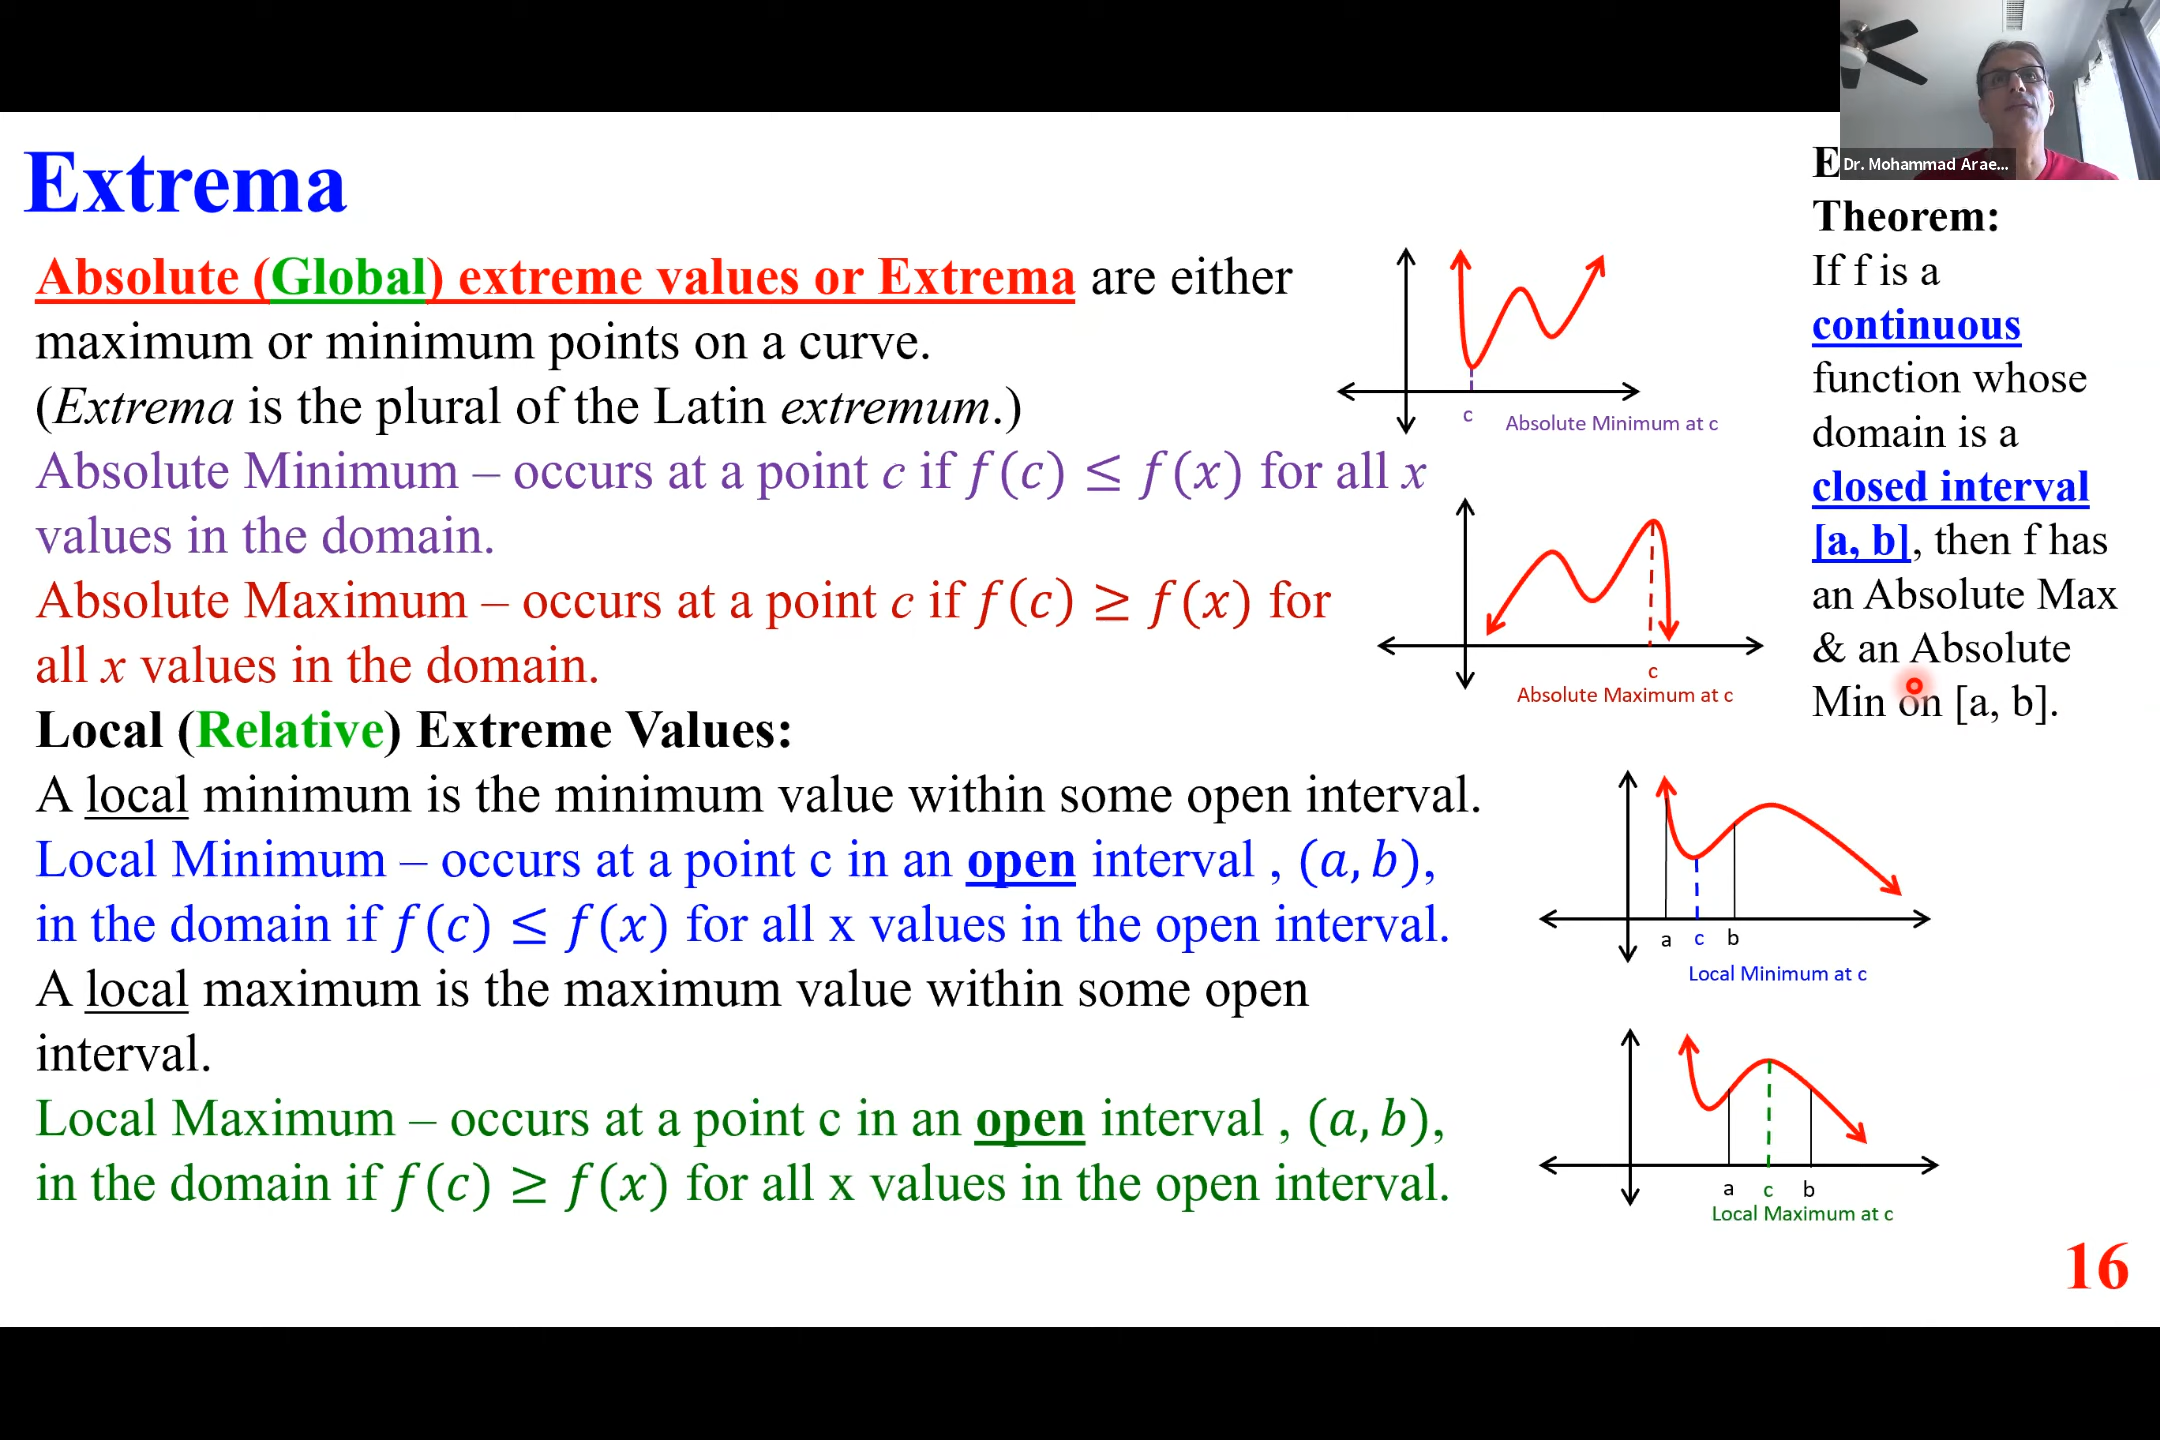 Dr. Mohammad Arae...
Extrema
Absolute (Global) extreme values or Extrema are either
maximum or minimum points on a curve.
(Extrema is the plural of the Latin extremum.)
Absolute Minimum – occurs at a point c if f(c) ≤ f(x) for all x
values in the domain.
Absolute Maximum – occurs at a point c if f(c) ≥ f(x) for
all x values in the domain.
Local (Relative) Extreme Values:
A local minimum is the minimum value within some open interval.
Local Minimum – occurs at a point c in an open interval , (a, b),
in the domain if f(c) ≤ f(x) for all x values in the open interval.
A local maximum is the maximum value within some open
interval.
Local Maximum – occurs at a point c in an open interval , (a, b),
in the domain if f(c) ≥ f(x) for all x values in the open interval.
c
Absolute Minimum at c
c
Absolute Maximum at c
Theorem:
If f is a
continuous
function whose
domain is a
closed interval
[a, b], then f has
an Absolute Max
& an Absolute
Min on [a, b].
a c b
Local Minimum at c
a c b
Local Maximum at c
16